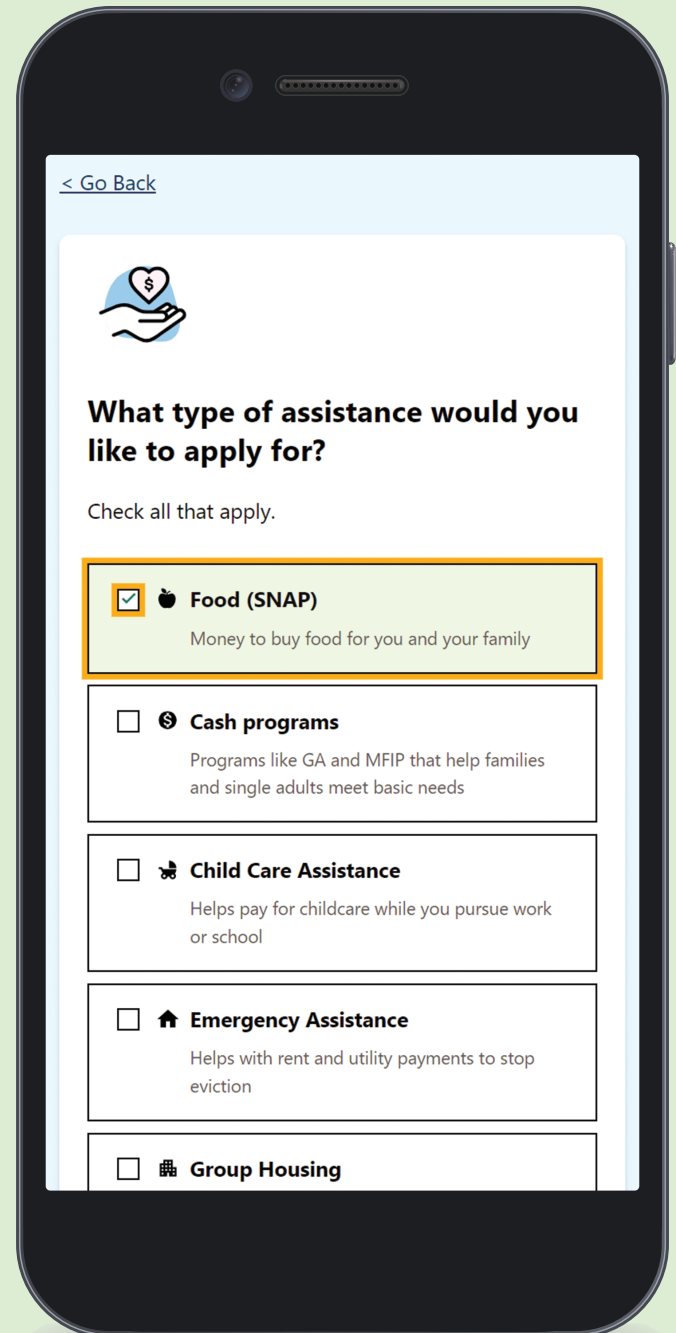 < Go Back
$
What type of assistance would you
like to apply for?
Check all that apply.
Food (SNAP)
Money to buy food for you and your family
$ Cash programs
Programs like GA and MFIP that help families
and single adults meet basic needs
Child Care Assistance
Helps pay for childcare while you pursue work
or school
Emergency Assistance
Helps with rent and utility payments to stop
eviction
Group Housing